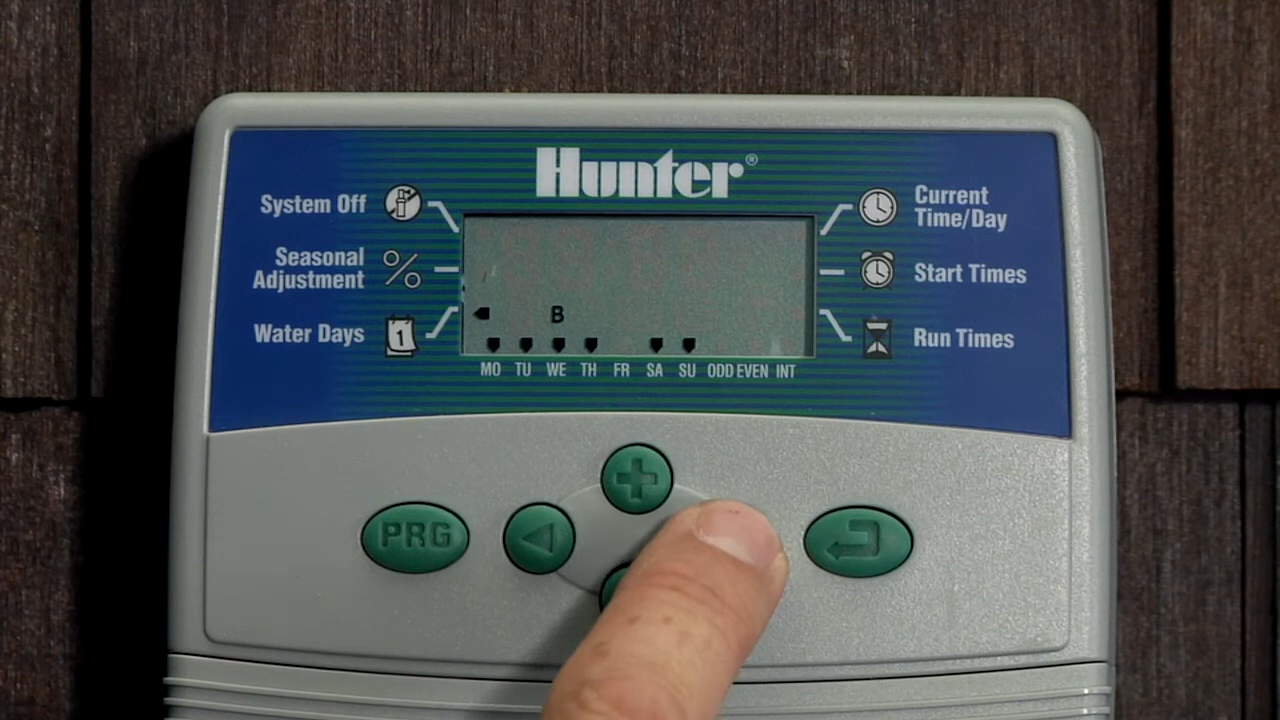 Hunter®
System Off
Seasonal
Adjustment
%
Water Days
1
Current
Time/Day
Start Times
Run Times
B
MO TU WE TH FR SA SU ODD EVEN INT
PRG